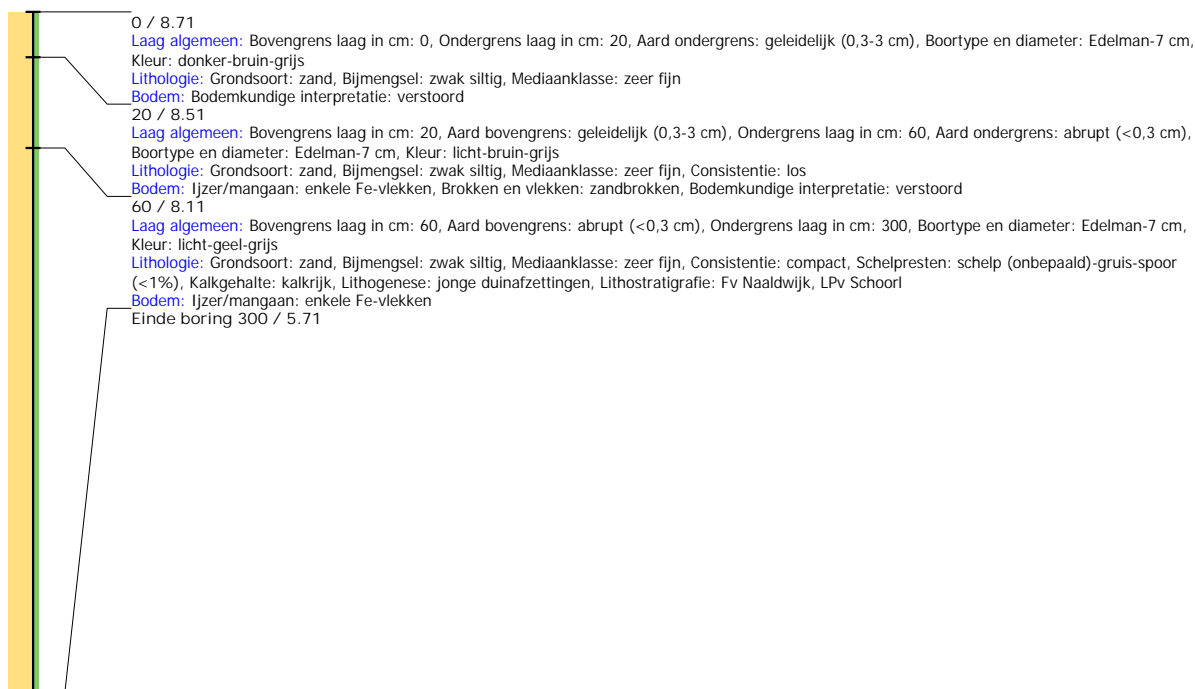 0 / 8.71
Laag algemeen: Bovengrens laag in cm: 0, Ondergrens laag in cm: 20, Aard ondergrens: geleidelijk (0,3-3 cm), Boortype en diameter: Edelman-7 cm,
Kleur: donker-bruin-grijs
Lithologie: Grondsoort: zand, Bijmengsel: zwak siltig, Mediaanklasse: zeer fijn
Bodem: Bodemkundige interpretatie: verstoord
20 / 8.51
Laag algemeen: Bovengrens laag in cm: 20, Aard bovengrens: geleidelijk (0,3-3 cm), Ondergrens laag in cm: 60, Aard ondergrens: abrupt (<0,3 cm),
Boortype en diameter: Edelman-7 cm, Kleur: licht-bruin-grijs
Lithologie: Grondsoort: zand, Bijmengsel: zwak siltig, Mediaanklasse: zeer fijn, Consistentie: los
Bodem: Ijzer/mangaan: enkele Fe-vlekken, Brokken en vlekken: zandbrokken, Bodemkundige interpretatie: verstoord
60 / 8.11
Laag algemeen: Bovengrens laag in cm: 60, Aard bovengrens: abrupt (<0,3 cm), Ondergrens laag in cm: 300, Boortype en diameter: Edelman-7 cm,
Kleur: licht-geel-grijs
Lithologie: Grondsoort: zand, Bijmengsel: zwak siltig, Mediaanklasse: zeer fijn, Consistentie: compact, Schelpresten: schelp (onbepaald)-gruis-spoor
(<1%), Kalkgehalte: kalkrijk, Lithogenese: jonge duinafzettingen, Lithostratigrafie: Fv Naaldwijk, LPv Schoorl
Bodem: Ijzer/mangaan: enkele Fe-vlekken
Einde boring 300 / 5.71